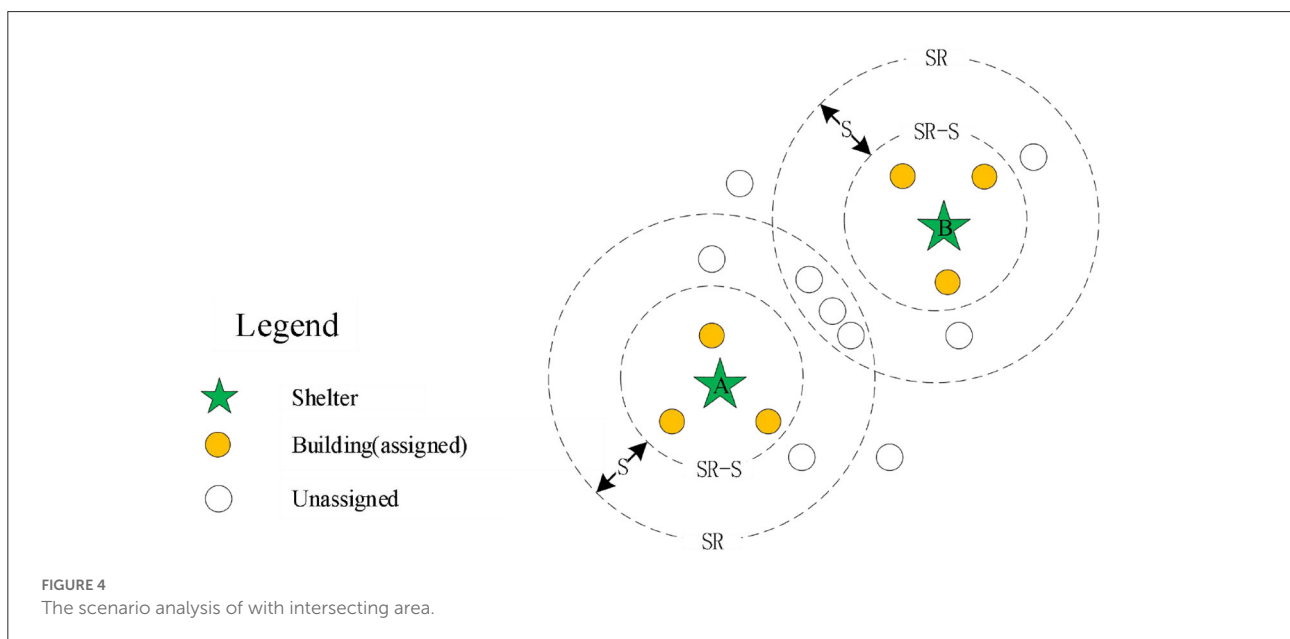 SR
S
SR-S
B
Legend
Shelter
A
Building(assigned)
S
SR-S
Unassigned
SR
FIGURE 4
The scenario analysis of with intersecting area.